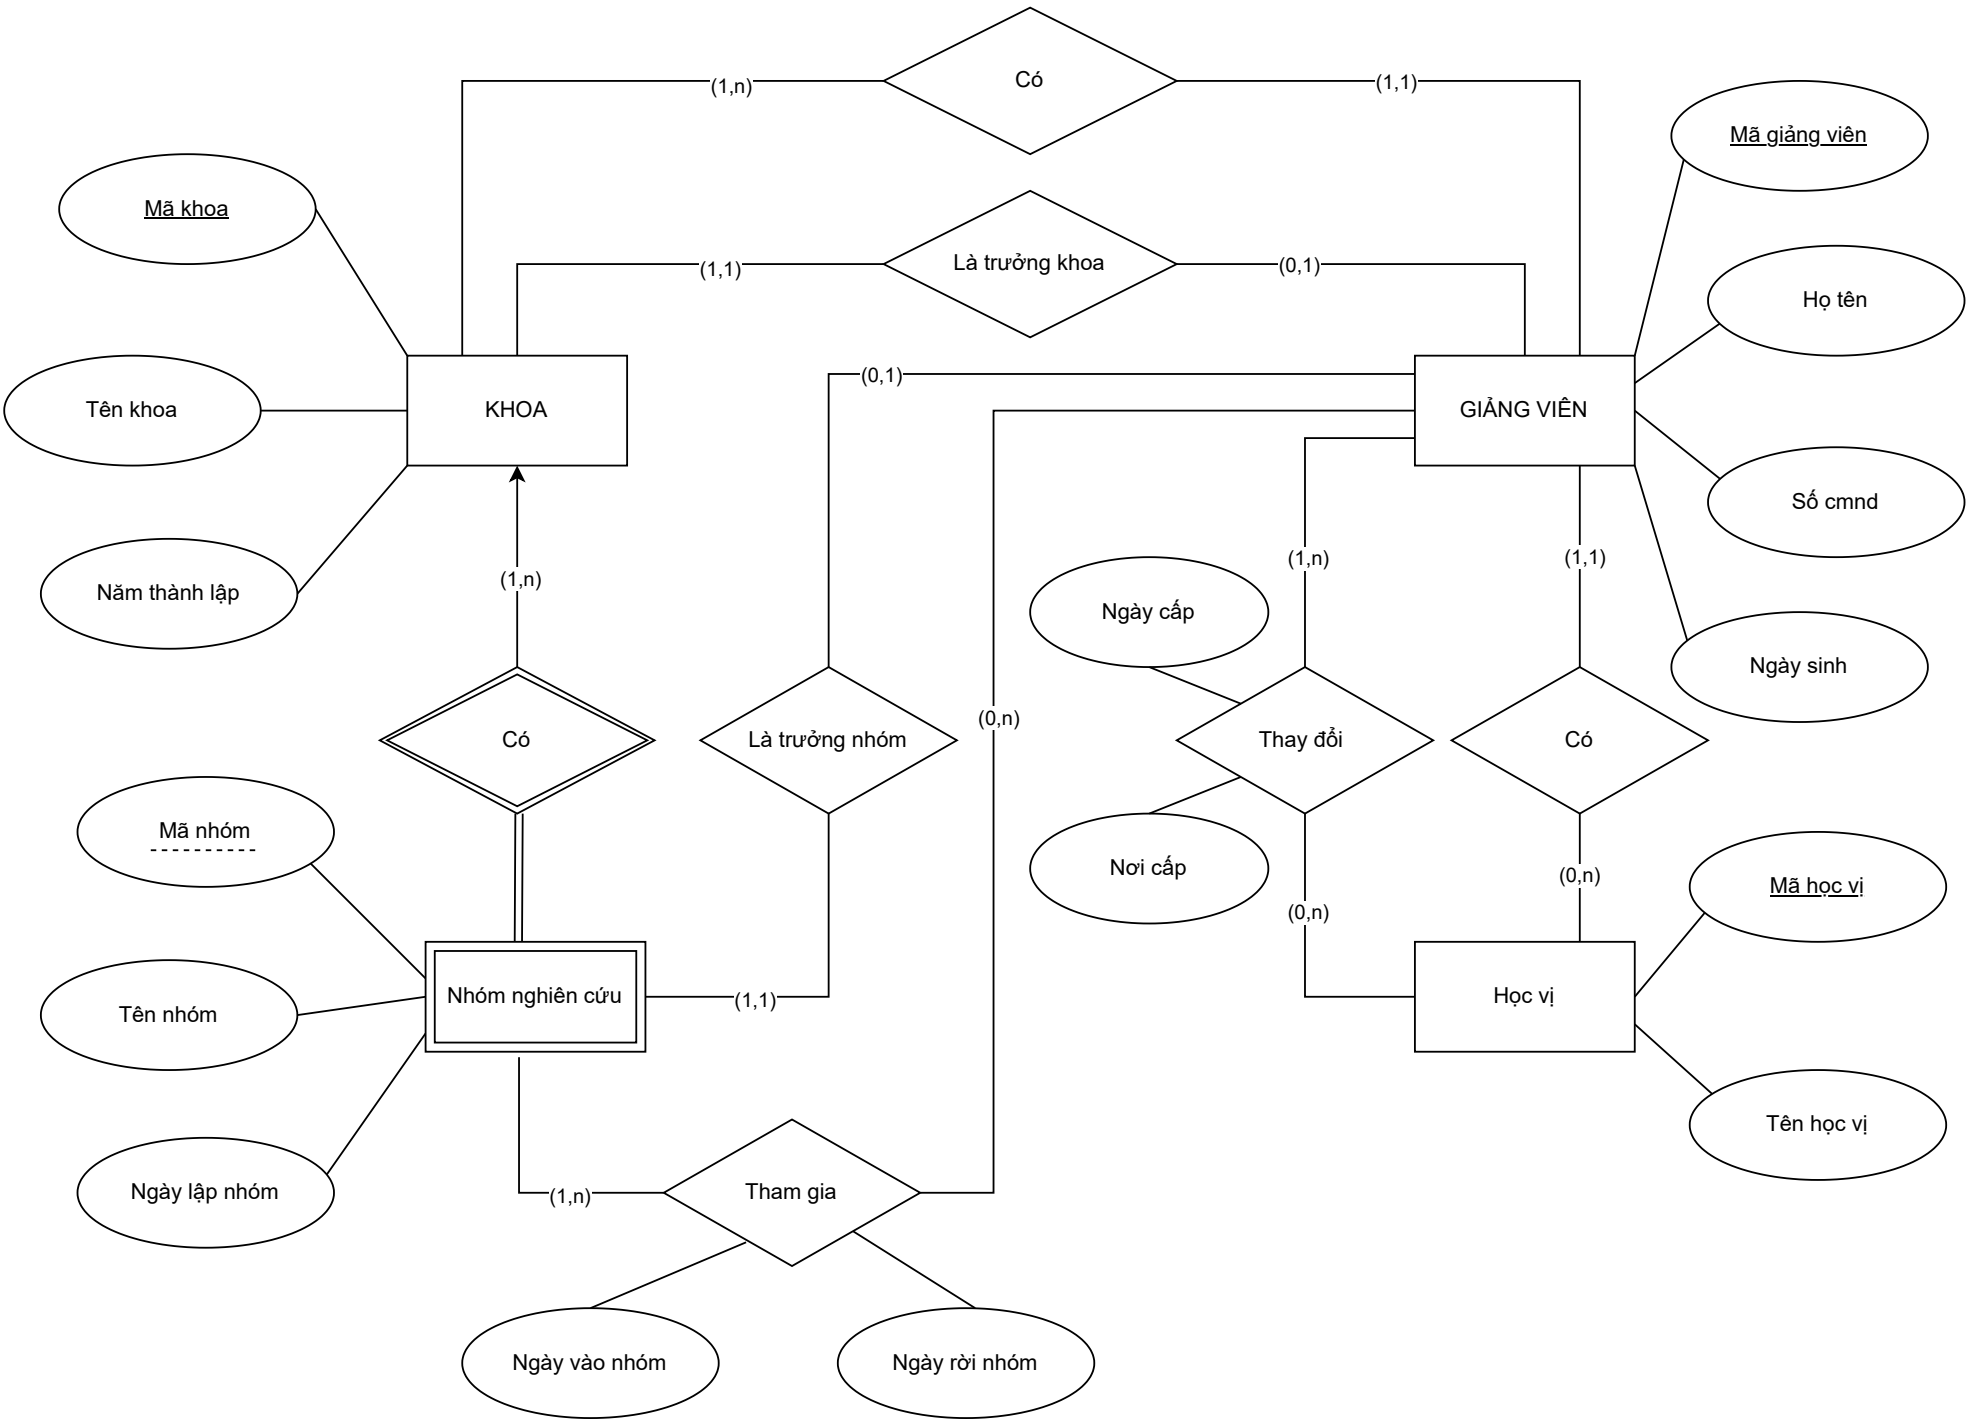 Có
(1,n)
(1,1)
Mã giảng viên
Mã khoa
Là trưởng khoa
(1,1)
(0,1)
Họ tên
(0,1)
Tên khoa
KHOA
GIẢNG VIÊN
Số cmnd
(1,n)
(1,n)
(1,1)
Năm thành lập
Ngày cấp
Ngày sinh
(0,n)
Có
Là trưởng nhóm
Thay đổi
Có
Mã nhóm
Nơi cấp
(0,n)
Mã học vị
(0,n)
Nhóm nghiên cứu
(1,1)
Học vị
Tên nhóm
Tên học vị
Ngày lập nhóm
(1,n)
Tham gia
Ngày vào nhóm
Ngày rời nhóm